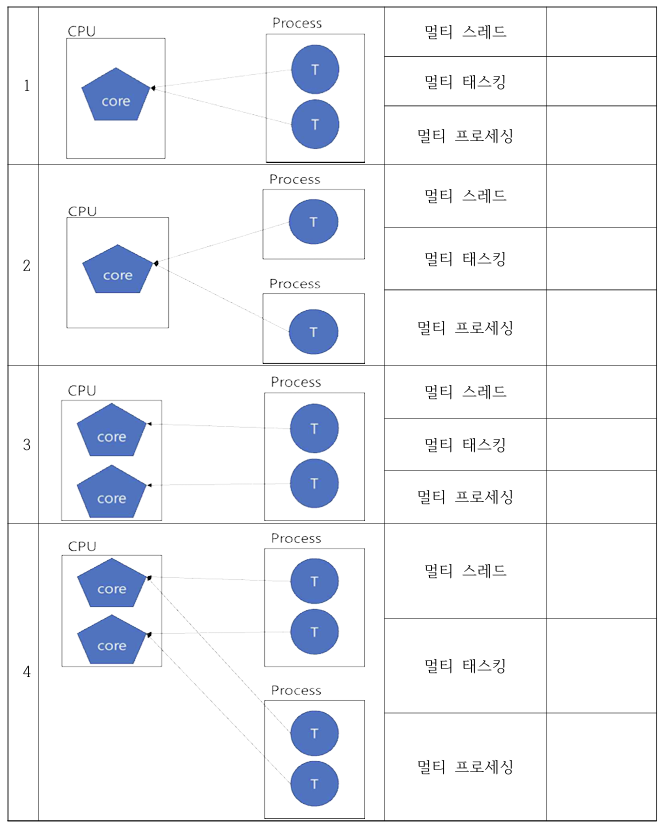 1
CPU
core
Process
T
T
멀티 스레드
멀티 태스킹
멀티 프로세싱
2
CPU
core
Process
T
Process
T
멀티 스레드
멀티 태스킹
멀티 프로세싱
3
CPU
core
core
Process
T
T
멀티 스레드
멀티 태스킹
멀티 프로세싱
4
CPU
core
core
Process
T
T
Process
T
T
멀티 스레드
멀티 태스킹
멀티 프로세싱